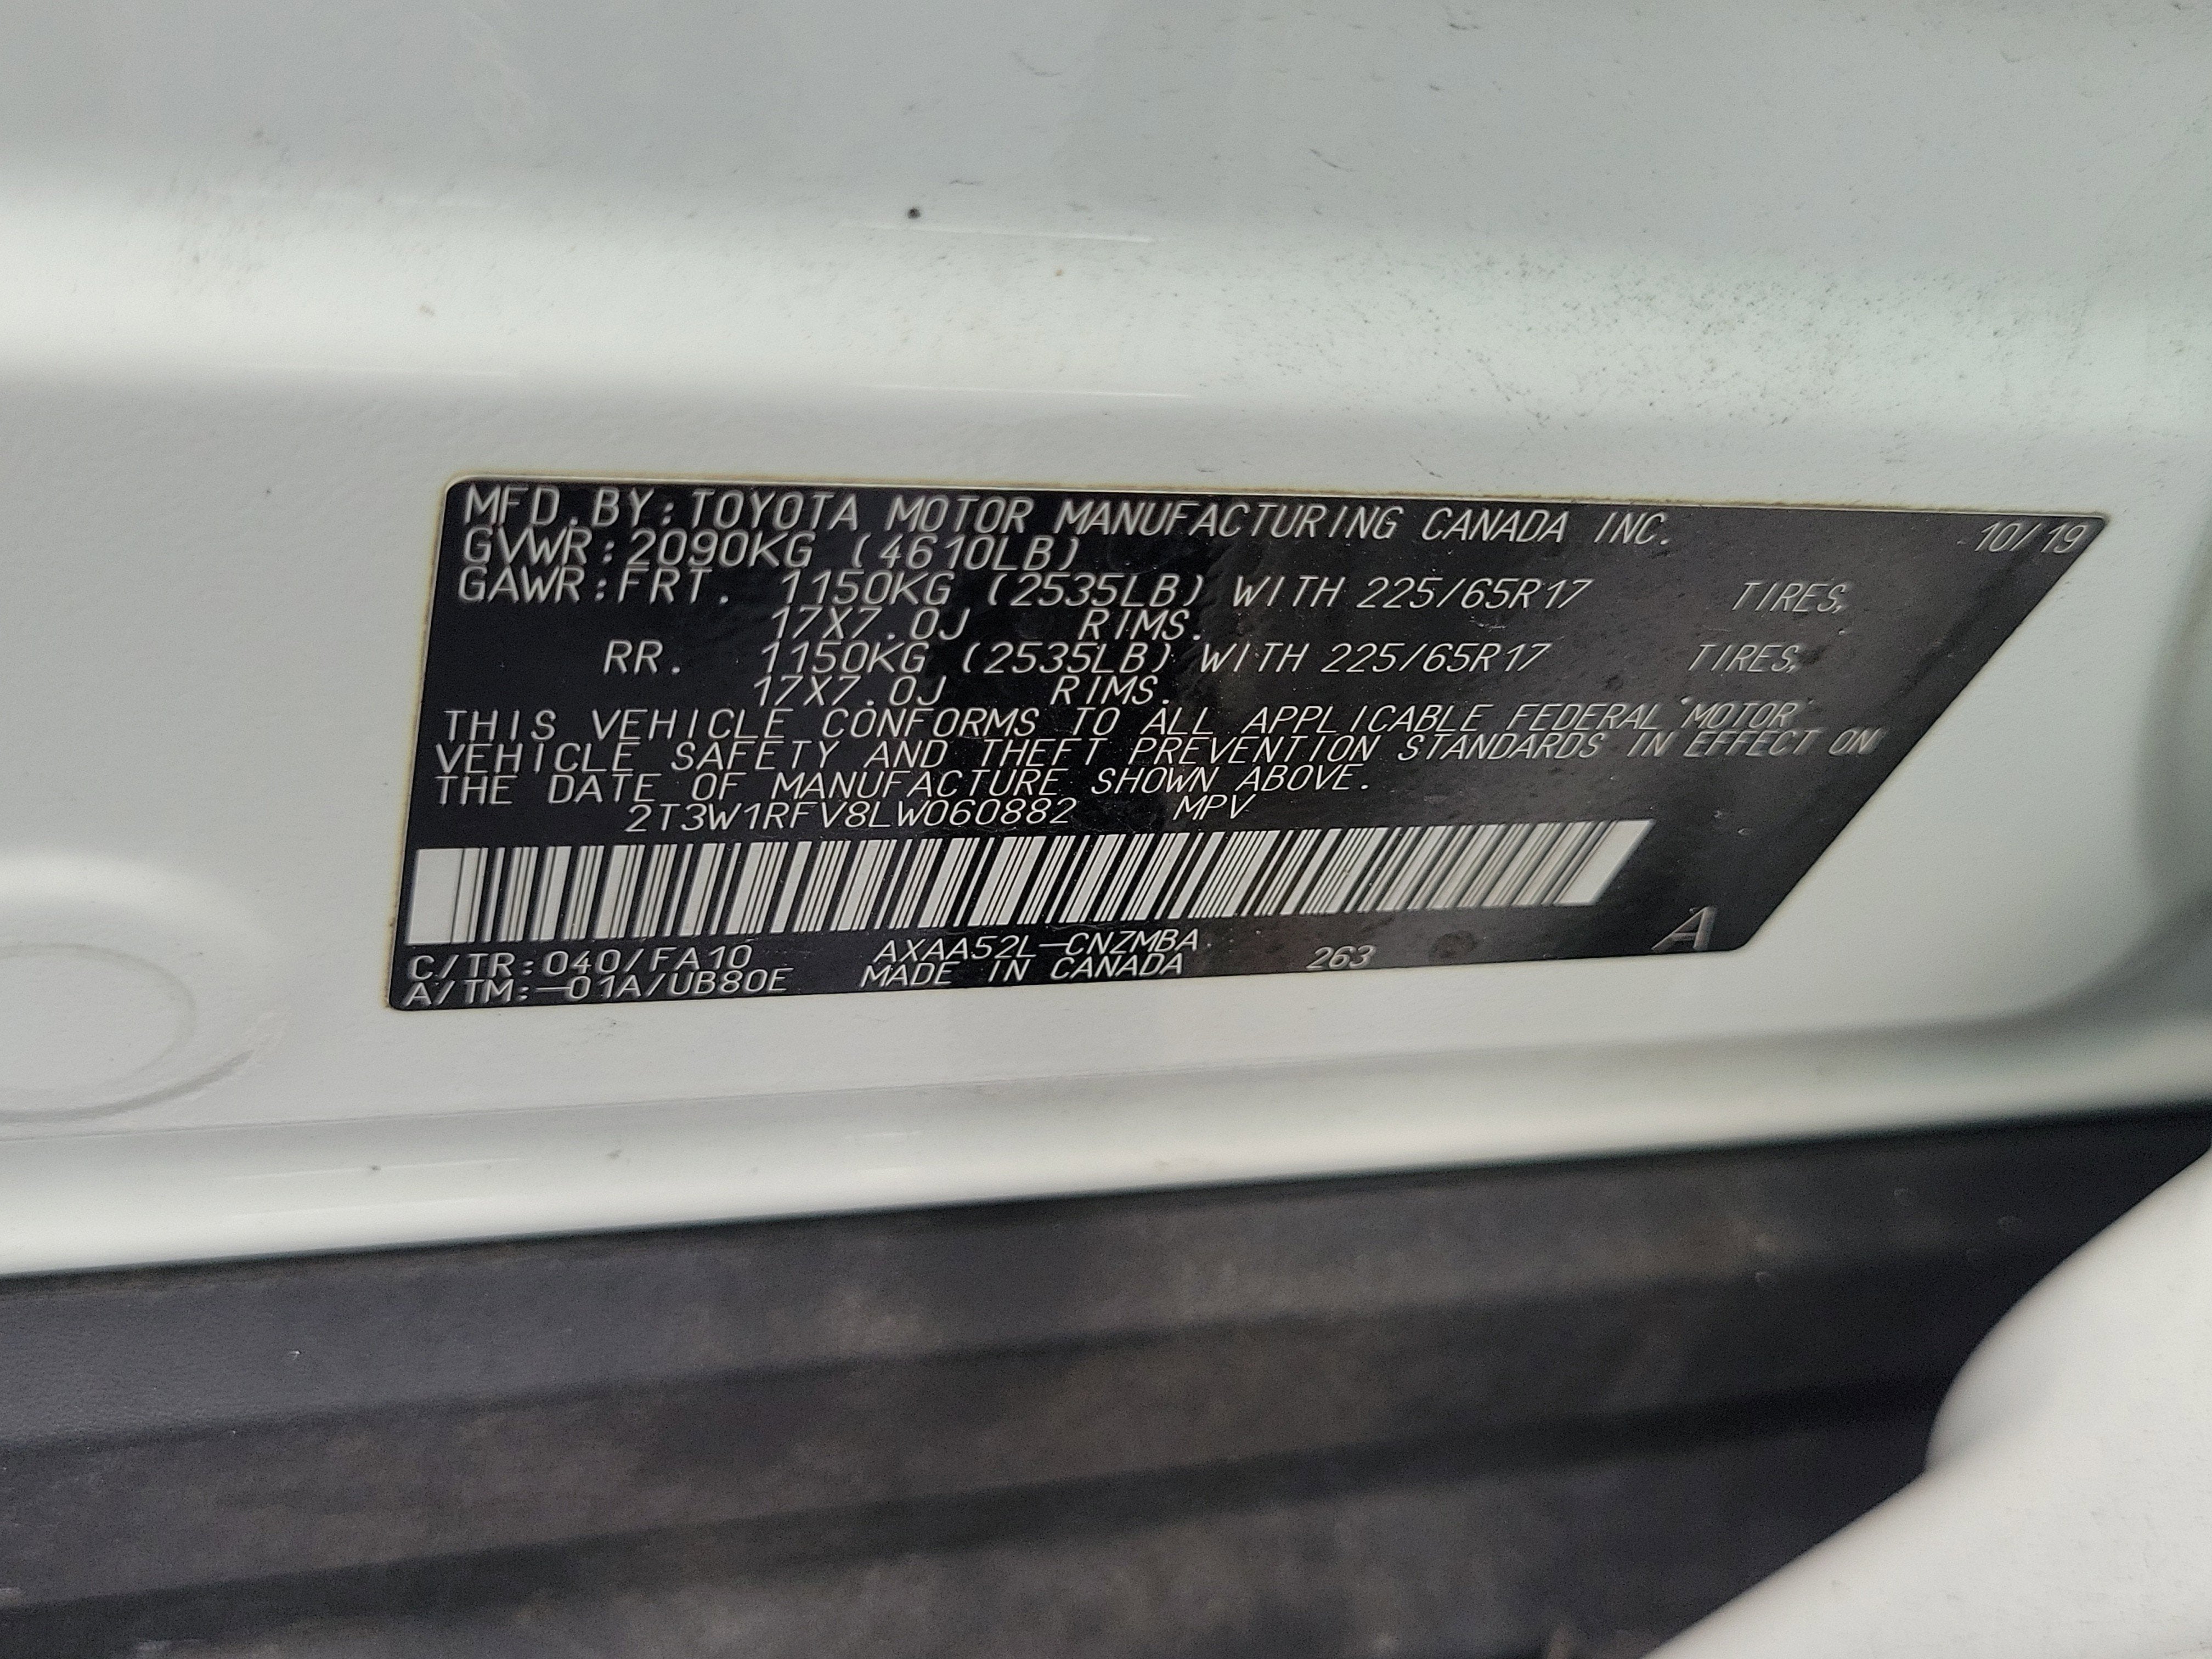 MFD. BY: TOYOTA MOTOR MANUFACTURING CANADA INC. 10/19
GVWR: 2090KG (4610LB)
GAWR: FRT. 1150KG (2535LB) WITH 225/65R17 TIRES,
17X7.0J RIMS.
RR. 1150KG (2535LB) WITH 225/65R17 TIRES,
17X7.0J RIMS.
THIS VEHICLE CONFORMS TO ALL APPLICABLE FEDERAL MOTOR
VEHICLE SAFETY AND THEFT PREVENTION STANDARDS IN EFFECT ON
THE DATE OF MANUFACTURE SHOWN ABOVE.
2T3W1RFV8LW060882 MPV
C/TR: 040/FA10 AXAA52L-CNZMBA 263 A
A/TM: -01A/UB80E MADE IN CANADA